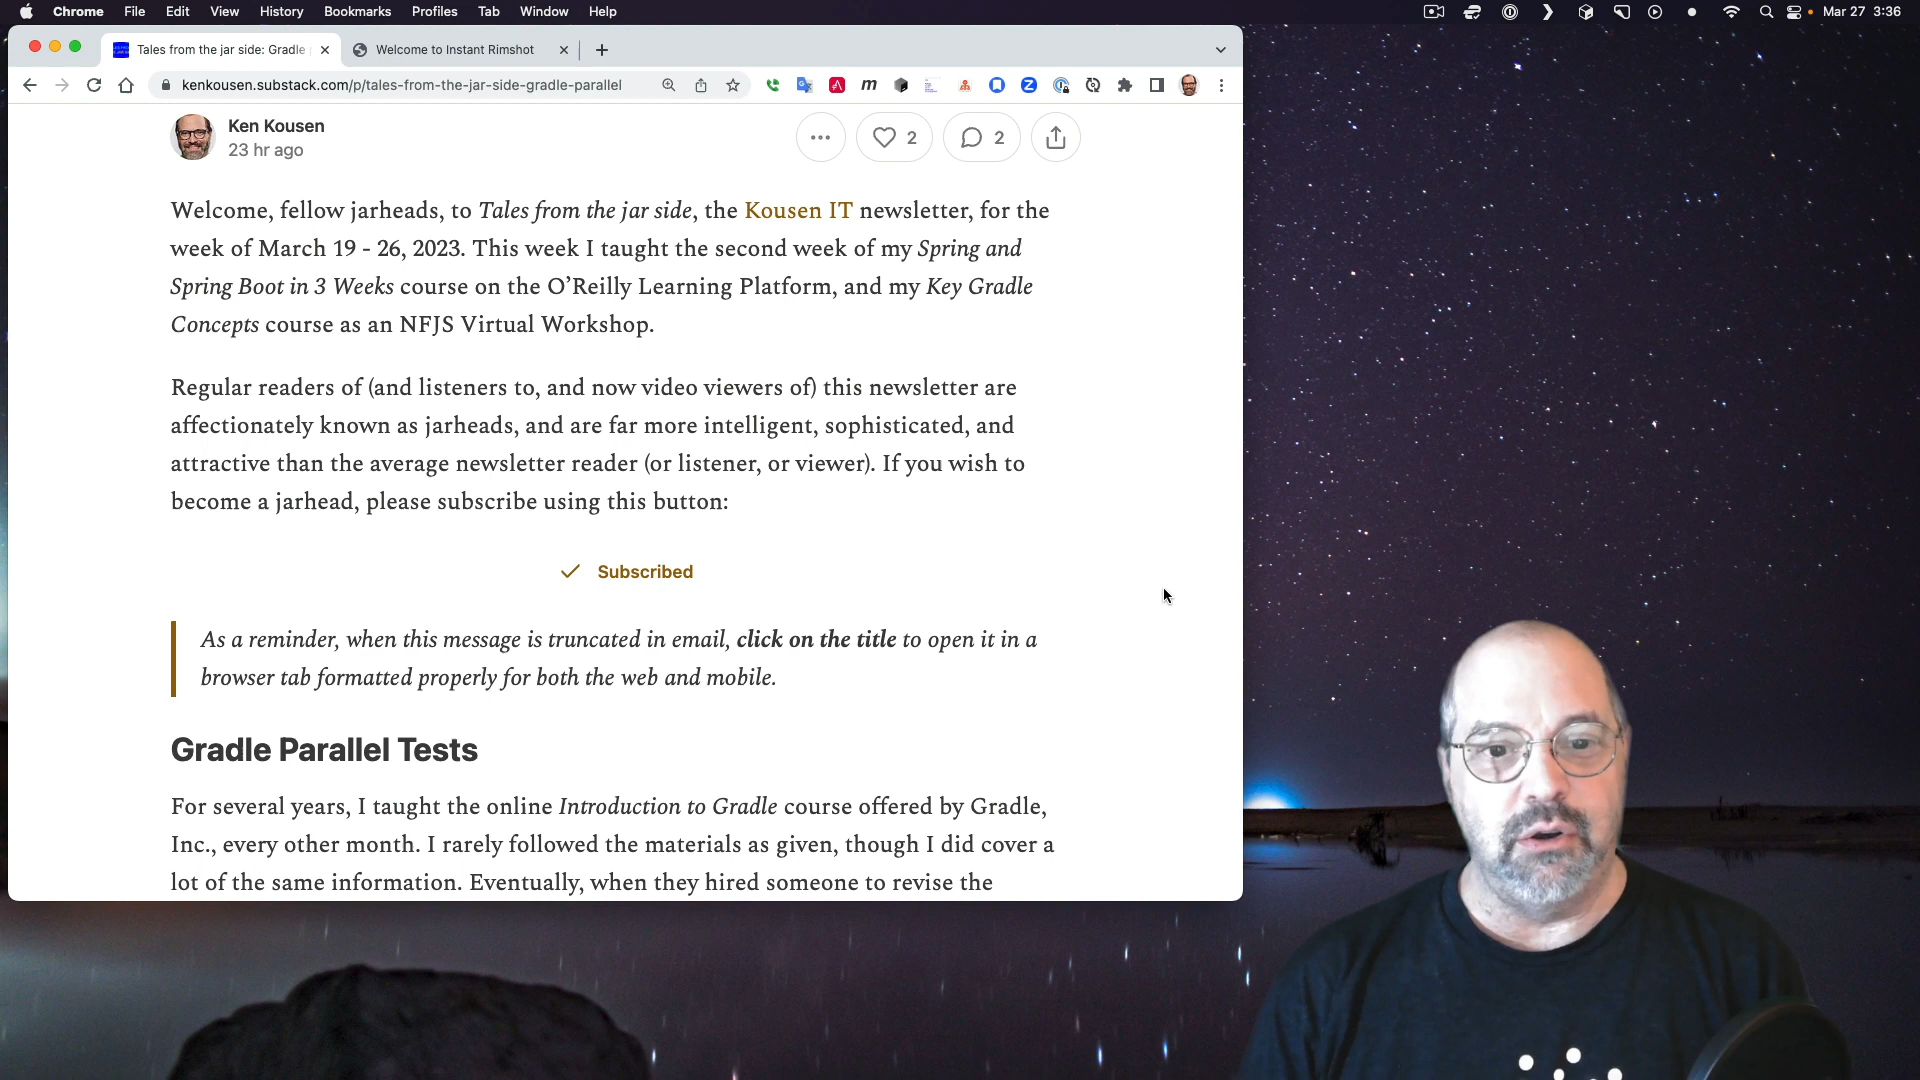 Chrome File Edit View History Bookmarks Profiles Tab Window Help Mar 27 3:36
Tales from the jar side: Gradle Welcome to Instant Rimshot
kenkousen.substack.com/p/tales-from-the-jar-side-gradle-parallel
Ken Kousen
23 hr ago
2 2
Welcome, fellow jarheads, to Tales from the jar side, the Kousen IT newsletter, for the
week of March 19 - 26, 2023. This week I taught the second week of my Spring and
Spring Boot in 3 Weeks course on the O’Reilly Learning Platform, and my Key Gradle
Concepts course as an NFJS Virtual Workshop.
Regular readers of (and listeners to, and now video viewers of) this newsletter are
affectionately known as jarheads, and are far more intelligent, sophisticated, and
attractive than the average newsletter reader (or listener, or viewer). If you wish to
become a jarhead, please subscribe using this button:
Subscribed
As a reminder, when this message is truncated in email, click on the title to open it in a
browser tab formatted properly for both the web and mobile.
Gradle Parallel Tests
For several years, I taught the online Introduction to Gradle course offered by Gradle,
Inc., every other month. I rarely followed the materials as given, though I did cover a
lot of the same information. Eventually, when they hired someone to revise the